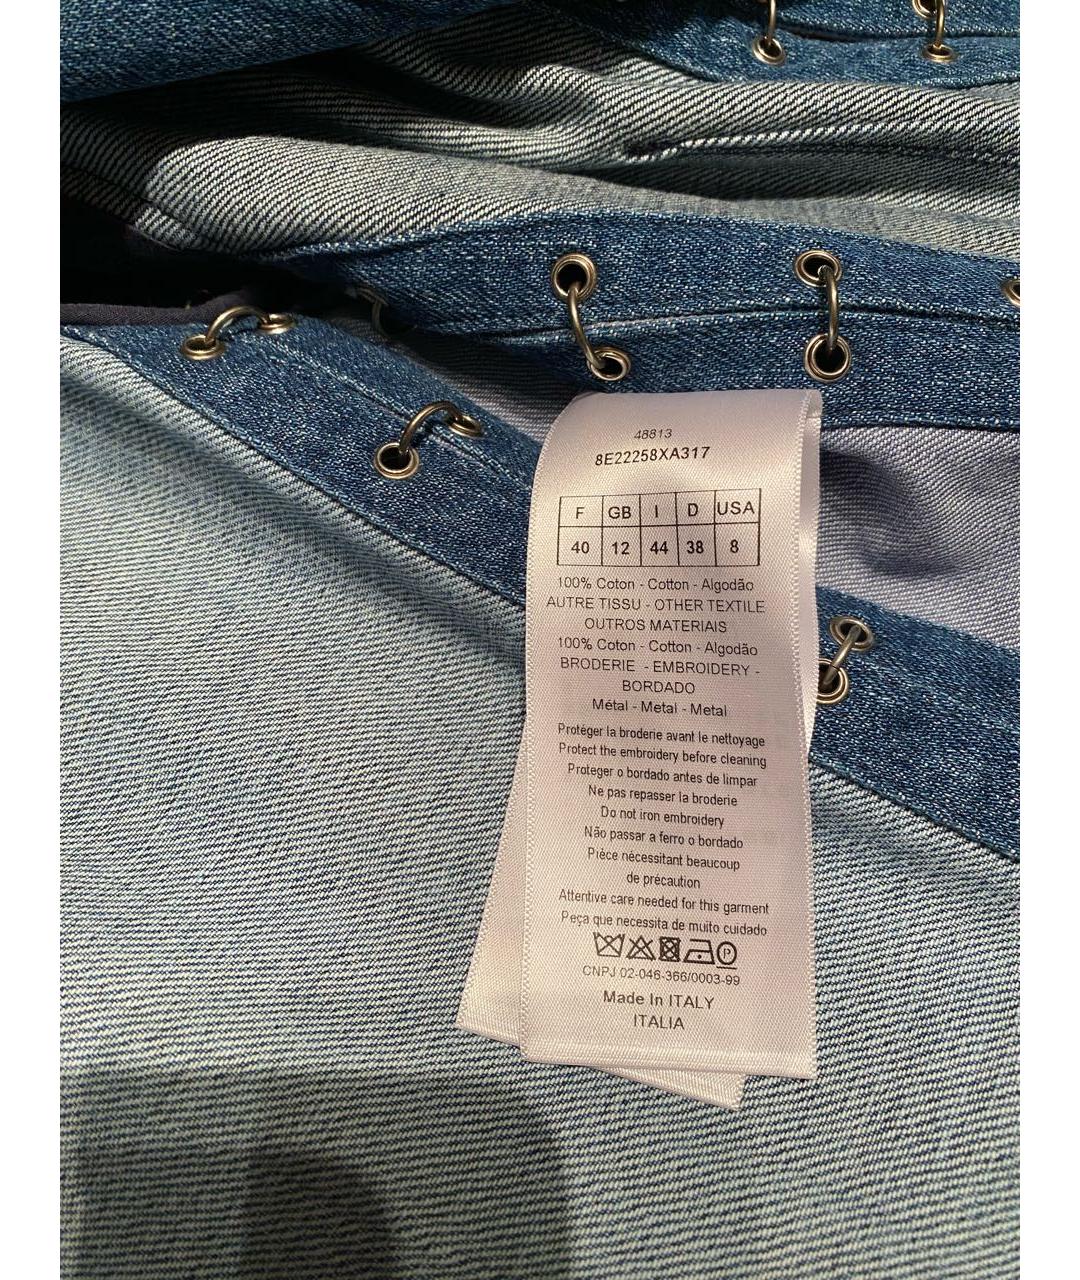 48813
8E22258XA317
F GB I D USA
40 12 44 38 8
100% Coton - Cotton - Algodão
AUTRE TISSU - OTHER TEXTILE
OUTROS MATERIAIS
100% Coton - Cotton - Algodão
BRODERIE - EMBROIDERY -
BORDADO
Métal - Metal - Metal
Protéger la broderie avant le nettoyage
Protect the embroidery before cleaning
Proteger o bordado antes de limpar
Ne pas repasser la broderie
Do not iron embroidery
Não passar a ferro o bordado
Pièce nécessitant beaucoup
de précaution
Attentive care needed for this garment
Peça que necessita de muito cuidado
P
CNPJ 02-046-366/0003-99
Made In ITALY
ITALIA